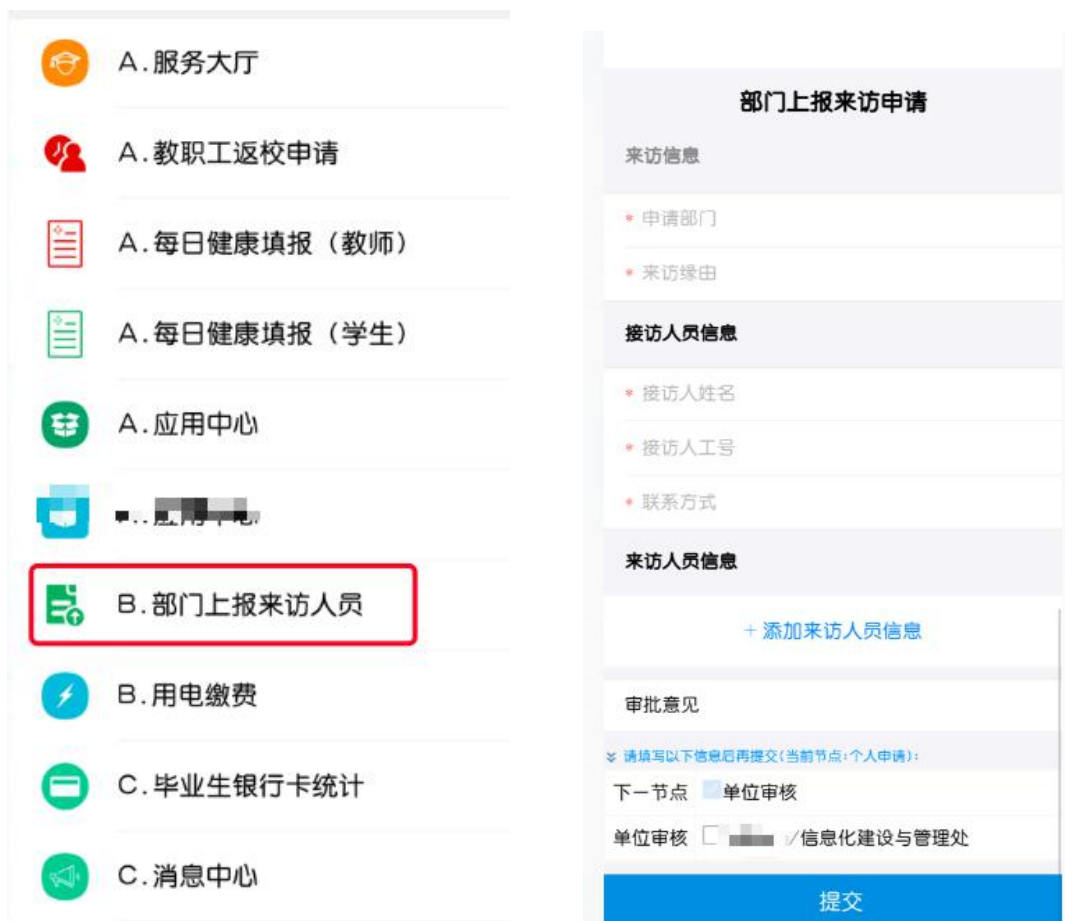 A.服务大厅
A.教职工返校申请
A.每日健康填报（教师）
A.每日健康填报（学生）
A.应用中心
B.部门上报来访人员
B.用电缴费
C.毕业生银行卡统计
C.消息中心
部门上报来访申请
来访信息
* 申请部门
* 来访缘由
接访人员信息
* 接访人姓名
* 接访人工号
* 联系方式
来访人员信息
+ 添加来访人员信息
审批意见
请填写以下信息后再提交(当前节点:个人申请):
下一节点 单位审核
单位审核 /信息化建设与管理处
提交